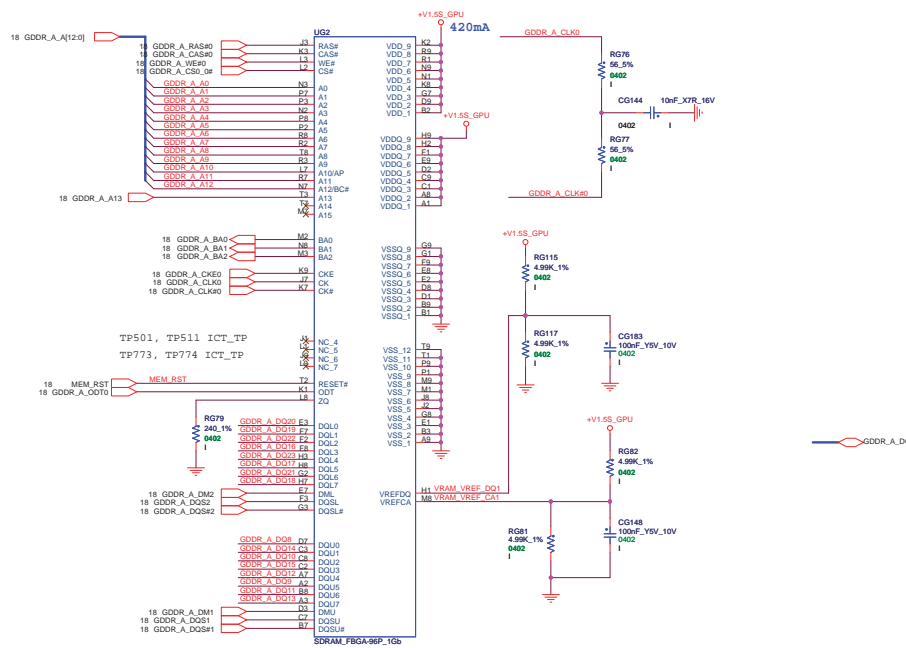 +V1.5S_GPU
420mA
UG2
18 GDDR_A_A[12:0]
18 GDDR_A_RAS#0 J3 RAS#
18 GDDR_A_CAS#0 K3 CAS#
18 GDDR_A_WE#0 L3 WE#
18 GDDR_A_CS0_0# L2 CS#
GDDR_A_A0 N3 A0
GDDR_A_A1 P7 A1
GDDR_A_A2 P3 A2
GDDR_A_A3 N2 A3
GDDR_A_A4 P8 A4
GDDR_A_A5 P2 A5
GDDR_A_A6 R8 A6
GDDR_A_A7 R2 A7
GDDR_A_A8 T8 A8
GDDR_A_A9 R3 A9
GDDR_A_A10 L7 A10/AP
GDDR_A_A11 R7 A11
GDDR_A_A12 N7 A12/BC#
18 GDDR_A_A13 T3 A13
A14
A15
18 GDDR_A_BA0 M2 BA0
18 GDDR_A_BA1 N8 BA1
18 GDDR_A_BA2 M3 BA2
18 GDDR_A_CKE0 K9 CKE
18 GDDR_A_CLK0 J7 CK
18 GDDR_A_CLK#0 K7 CK#
TP501, TP511 ICT_TP
TP773, TP774 ICT_TP
NC_4
NC_5
NC_6
NC_7
18 MEM_RST MEM_RST T2 RESET#
18 GDDR_A_ODT0 K1 ODT
L8 ZQ
RG79
240_1%
0402
I
GDDR_A_DQ20 E3 DQL0
GDDR_A_DQ19 F7 DQL1
GDDR_A_DQ22 F2 DQL2
GDDR_A_DQ16 F8 DQL3
GDDR_A_DQ23 H3 DQL4
GDDR_A_DQ17 H8 DQL5
GDDR_A_DQ21 G2 DQL6
GDDR_A_DQ18 H7 DQL7
18 GDDR_A_DM2 E7 DML
18 GDDR_A_DQS2 F3 DQSL
18 GDDR_A_DQS#2 G3 DQSL#
GDDR_A_DQ8 D7 DQU0
GDDR_A_DQ14 C3 DQU1
GDDR_A_DQ10 C8 DQU2
GDDR_A_DQ15 C2 DQU3
GDDR_A_DQ12 A7 DQU4
GDDR_A_DQ9 A2 DQU5
GDDR_A_DQ11 B8 DQU6
GDDR_A_DQ13 A3 DQU7
18 GDDR_A_DM1 D3 DMU
18 GDDR_A_DQS1 C7 DQSU
18 GDDR_A_DQS#1 B7 DQSU#
SDRAM_FBGA-96P_1Gb
VDD_9 K2
VDD_8 R9
VDD_7 R1
VDD_6 N9
VDD_5 N1
VDD_4 K8
VDD_3 G7
VDD_2 D9
VDD_1 B2
+V1.5S_GPU
VDDQ_9 H9
VDDQ_8 H2
VDDQ_7 F1
VDDQ_6 E9
VDDQ_5 D2
VDDQ_4 C9
VDDQ_3 C1
VDDQ_2 A8
VDDQ_1 A1
VSSQ_9 G9
VSSQ_8 G1
VSSQ_7 F9
VSSQ_6 E8
VSSQ_5 E2
VSSQ_4 D8
VSSQ_3 D1
VSSQ_2 B9
VSSQ_1 B1
VSS_12 T9
VSS_11 T1
VSS_10 P9
VSS_9 P1
VSS_8 M9
VSS_7 M1
VSS_6 J8
VSS_5 J2
VSS_4 G8
VSS_3 E1
VSS_2 B3
VSS_1 A9
VREFDQ H1 VRAM_VREF_DQ1
VREFCA M8 VRAM_VREF_CA1
GDDR_A_CLK0
RG76
56_5%
0402
I
CG144 10nF_X7R_16V
0402 I
RG77
56_5%
0402
I
GDDR_A_CLK#0
+V1.5S_GPU
RG115
4.99K_1%
0402
I
RG117
4.99K_1%
0402
I
CG183
100nF_Y5V_10V
0402
I
+V1.5S_GPU
RG82
4.99K_1%
0402
I
RG81
4.99K_1%
0402
I
CG148
100nF_Y5V_10V
0402
I